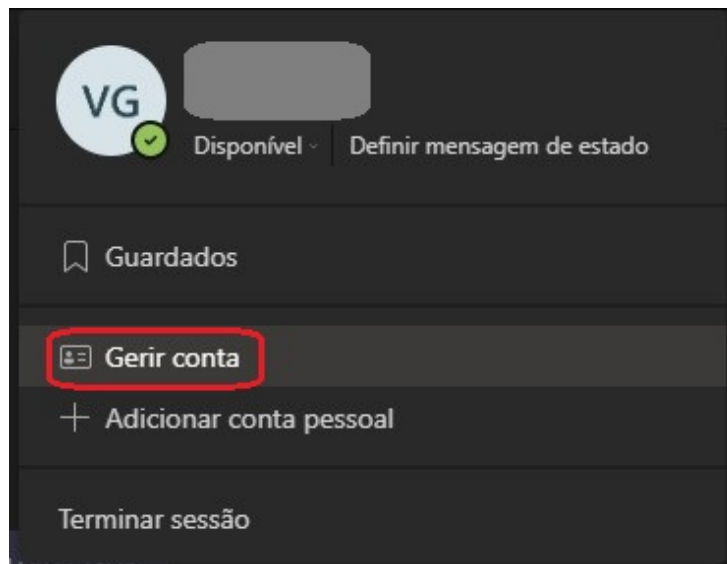 VG
Disponível Definir mensagem de estado
Guardados
Gerir conta
Adicionar conta pessoal
Terminar sessão